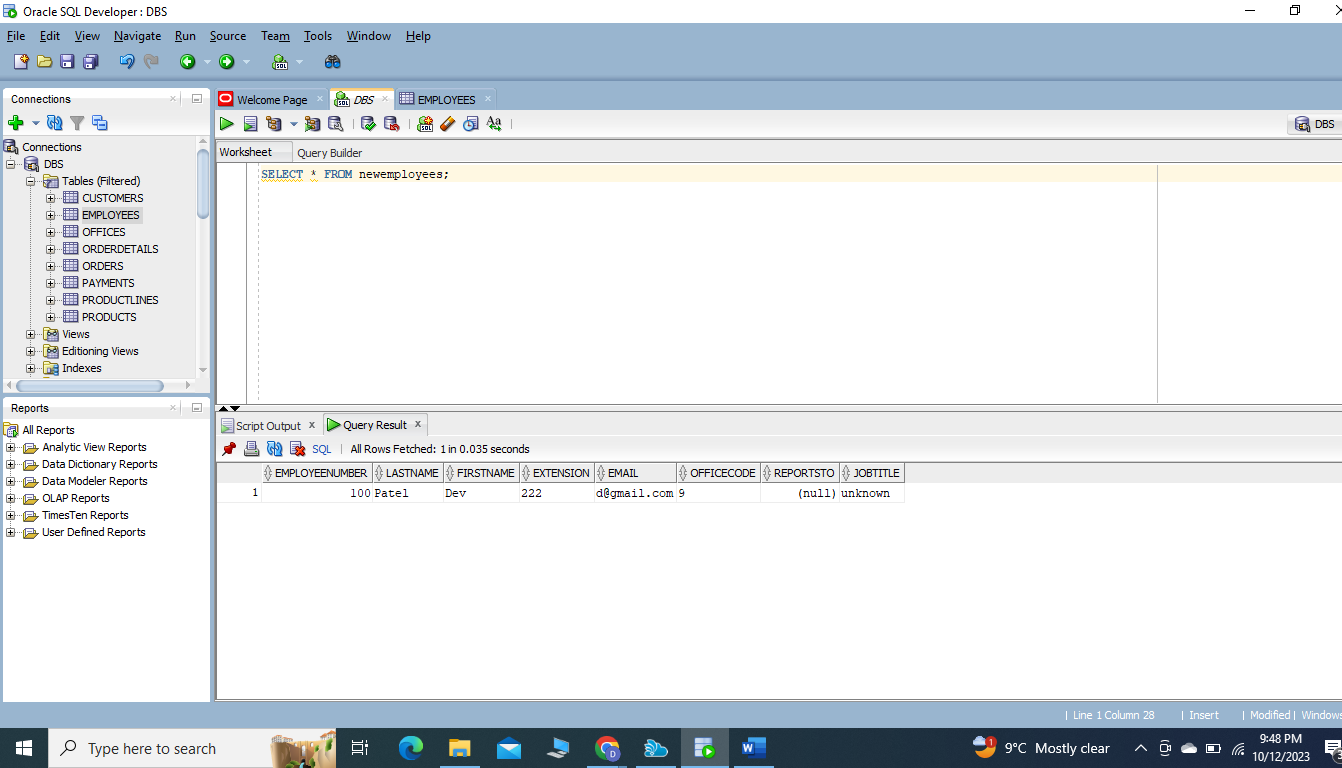 Oracle SQL Developer : DBS
File Edit View Navigate Run Source Team Tools Window Help
Connections
Welcome Page DBS EMPLOYEES
DBS
Connections
DBS
Tables (Filtered)
CUSTOMERS
EMPLOYEES
OFFICES
ORDERDETAILS
ORDERS
PAYMENTS
PRODUCTLINES
PRODUCTS
Views
Editioning Views
Indexes
Worksheet Query Builder
SELECT * FROM newemployees;
Reports
All Reports
Analytic View Reports
Data Dictionary Reports
Data Modeler Reports
OLAP Reports
TimesTen Reports
User Defined Reports
Script Output x Query Result x
SQL | All Rows Fetched: 1 in 0.035 seconds
EMPLOYEENUMBER LASTNAME FIRSTNAME EXTENSION EMAIL OFFICECODE REPORTSTO JOBTITLE
1 100 Patel Dev 222 d@gmail.com 9 (null) unknown
| Line 1 Column 28 | Insert | Modified | Windows
Type here to search
1
9°C Mostly clear
9:48 PM
10/12/2023